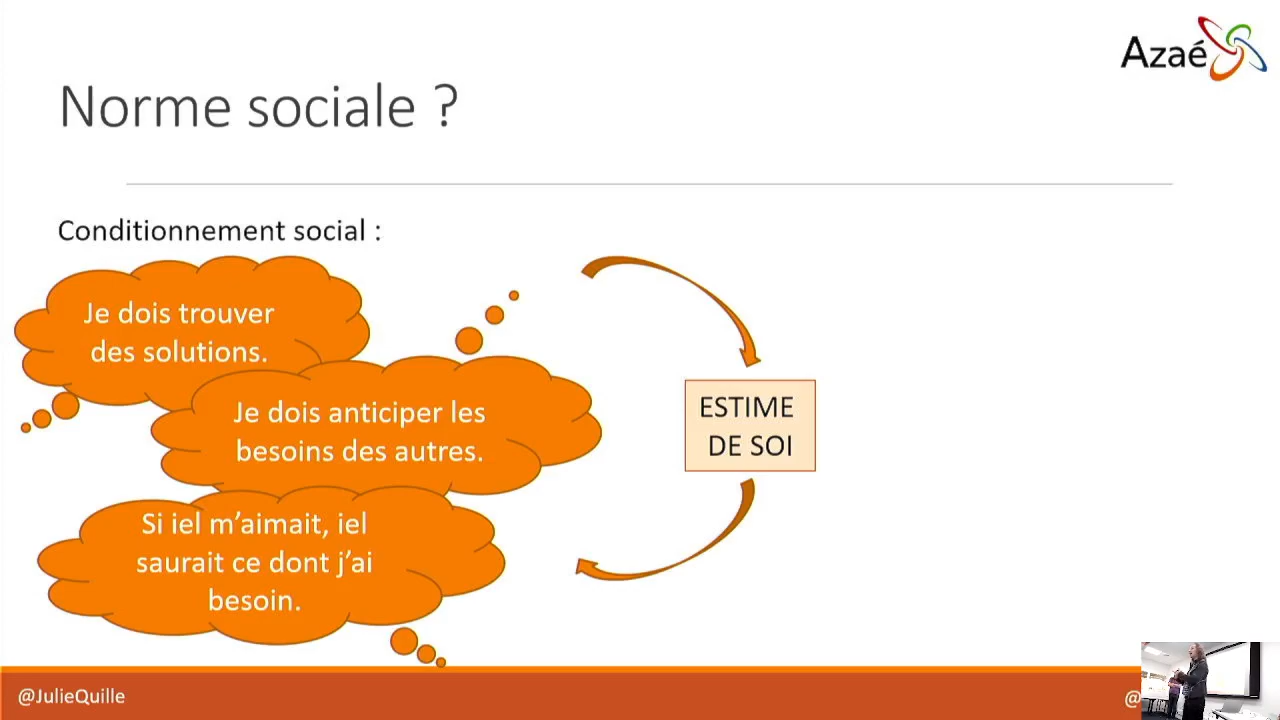 Azaé
Norme sociale ?
Conditionnement social :
Je dois trouver
des solutions.
Je dois anticiper les
besoins des autres.
Si iel m’aimait, iel
saurait ce dont j’ai
besoin.
ESTIME
DE SOI
@JulieQuille
@